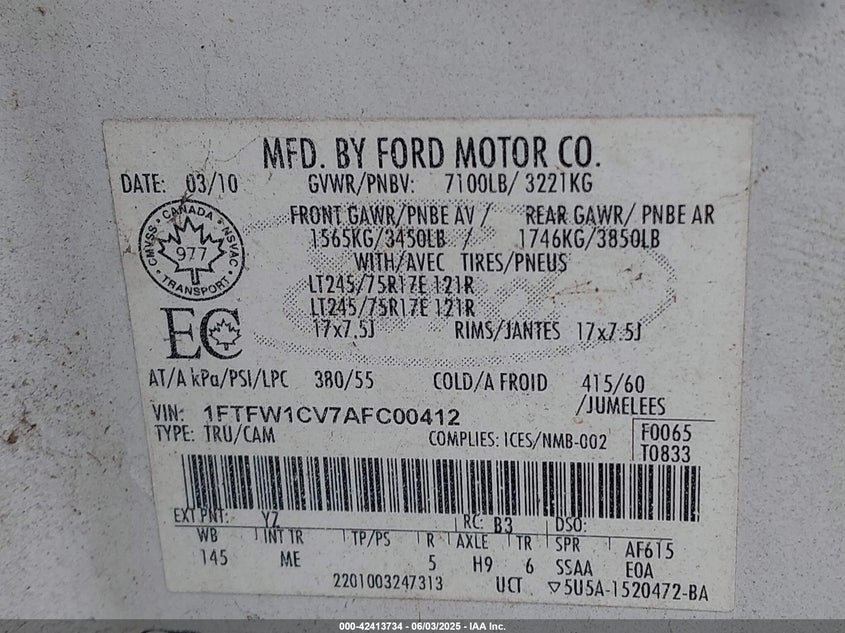 MFD. BY FORD MOTOR CO.
DATE: 03/10 GVWR/PNBV: 7100LB/ 3221KG
FRONT GAWR/PNBE AV / REAR GAWR/ PNBE AR
1565KG/3450LB / 1746KG/3850LB
WITH/AVEC TIRES/PNEUS
LT245/75R17E 121R
LT245/75R17E 121R
17x7.5J RIMS/JANTES 17x7.5J
CANADA
CMVSS • NSVAC
977
TRANSPORT
EC
AT/A kPa/PSI/LPC 380/55 COLD/A FROID 415/60
/JUMELEES
VIN: 1FTFW1CV7AFC00412
TYPE: TRU/CAM COMPLIES: ICES/NMB-002
F0065
T0833
EXT PNT: YZ RC: B3 DSO:
WB INT TR TP/PS R AXLE TR SPR AF615
145 ME 5 H9 6 SSAA E0A
2201003247313 UCT ▽5U5A-1520472-BA
000-42413734 - 06/03/2025 - IAA Inc.